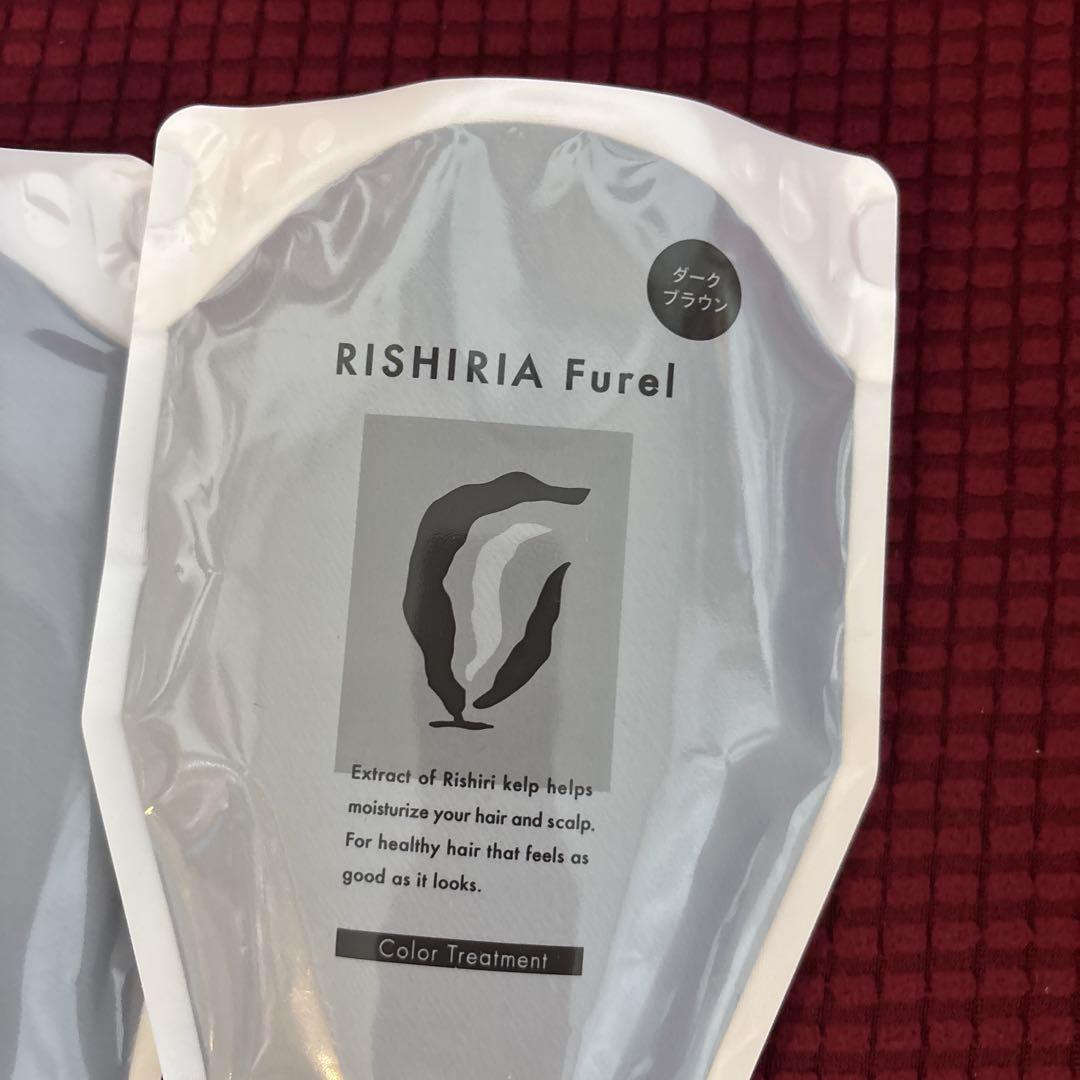 ダーク
ブラウン
RISHIRIA Furel
Extract of Rishiri kelp helps
moisturize your hair and scalp.
For healthy hair that feels as
good as it looks.
Color Treatment